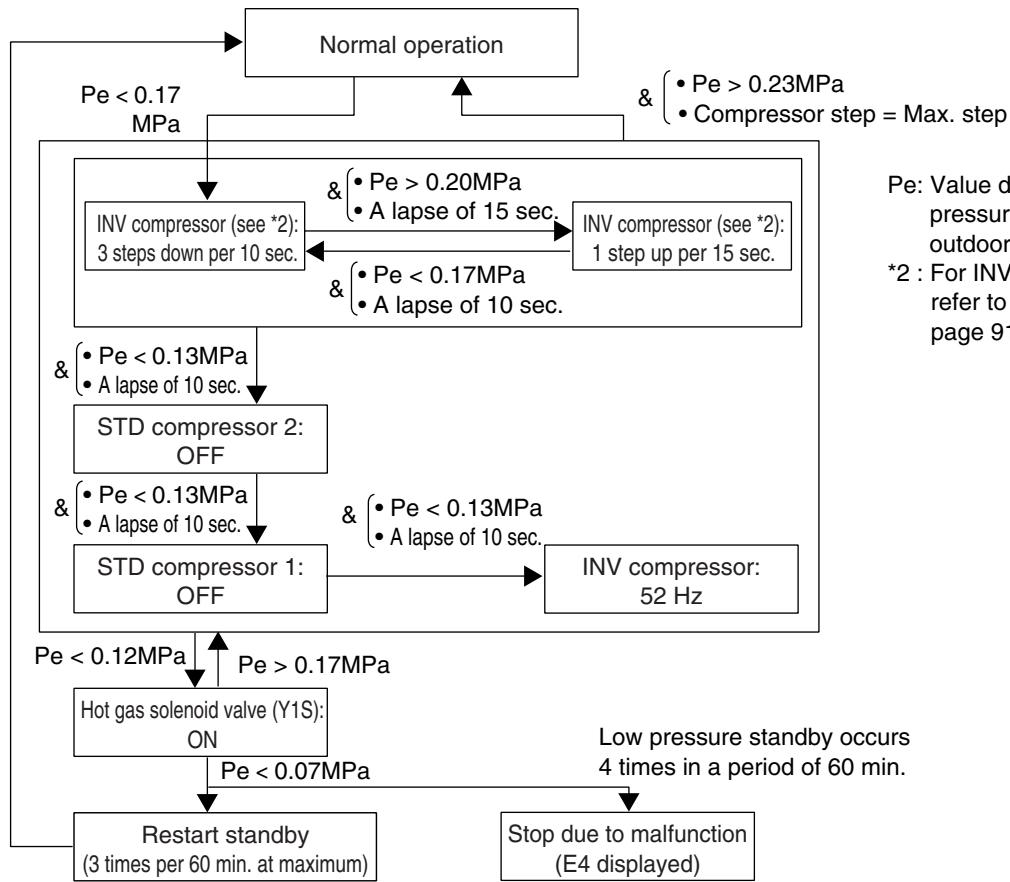 Normal operation
Pe < 0.17
MPa
& • Pe > 0.23MPa
• Compressor step = Max. step
& • Pe > 0.20MPa
• A lapse of 15 sec.
INV compressor (see *2):
3 steps down per 10 sec.
INV compressor (see *2):
1 step up per 15 sec.
& • Pe < 0.17MPa
• A lapse of 10 sec.
Pe: Value d
pressur
outdoor
*2 : For INV
refer to
page 91
& • Pe < 0.13MPa
• A lapse of 10 sec.
STD compressor 2:
OFF
& • Pe < 0.13MPa
• A lapse of 10 sec.
& • Pe < 0.13MPa
• A lapse of 10 sec.
STD compressor 1:
OFF
INV compressor:
52 Hz
Pe < 0.12MPa
Pe > 0.17MPa
Hot gas solenoid valve (Y1S):
ON
Low pressure standby occurs
4 times in a period of 60 min.
Pe < 0.07MPa
Restart standby
(3 times per 60 min. at maximum)
Stop due to malfunction
(E4 displayed)